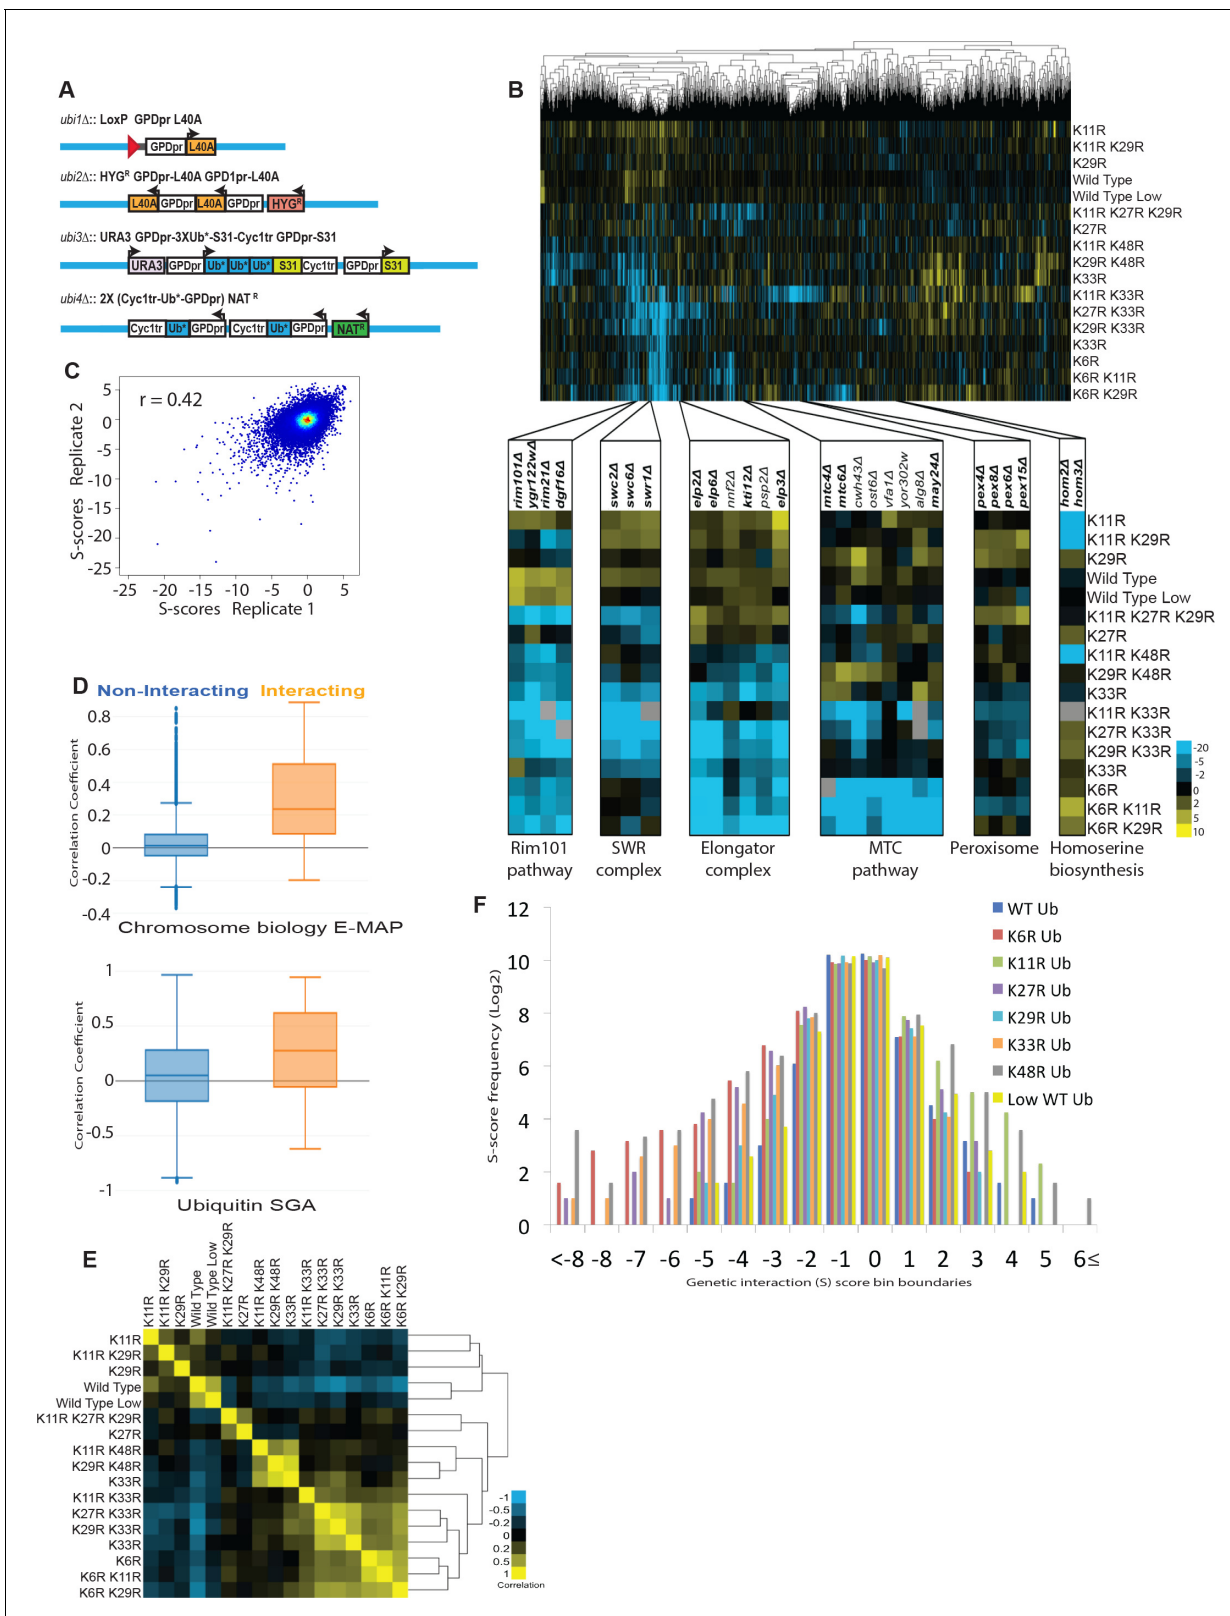 A
ubi1Δ:: LoxP GPDpr L40A
GPDpr L40A
ubi2Δ:: HYGR GPDpr-L40A GPD1pr-L40A
L40A GPDpr L40A GPDpr HYGR
ubi3Δ:: URA3 GPDpr-3XUb*-S31-Cyc1tr GPDpr-S31
URA3 GPDpr Ub* Ub* Ub* S31 Cyc1tr GPDpr S31
ubi4Δ:: 2X (Cyc1tr-Ub*-GPDpr) NAT R
Cyc1tr Ub* GPDpr Cyc1tr Ub* GPDpr NATR
B
K11R
K11R K29R
K29R
Wild Type
Wild Type Low
K11R K27R K29R
K27R
K11R K48R
K29R K48R
K33R
K11R K33R
K27R K33R
K29R K33R
K33R
K6R
K6R K11R
K6R K29R
rim101Δ
ygr122wΔ
rim21Δ
dgf16Δ
swc2Δ
swc6Δ
swr1Δ
elp2Δ
elp6Δ
nnf2Δ
kti12Δ
psp2Δ
elp3Δ
mtc4Δ
mtc6Δ
cwh43Δ
ost6Δ
vfa1Δ
yor302w
alg8Δ
may24Δ
pex4Δ
pex8Δ
pex6Δ
pex15Δ
hom2Δ
hom3Δ
K11R
K11R K29R
K29R
Wild Type
Wild Type Low
K11R K27R K29R
K27R
K11R K48R
K29R K48R
K33R
K11R K33R
K27R K33R
K29R K33R
K33R
K6R
K6R K11R
K6R K29R
-20
-5
-2
0
2
5
10
Rim101 pathway
SWR complex
Elongator complex
MTC pathway
Peroxisome
Homoserine biosynthesis
C
r = 0.42
S-scores Replicate 2
5
0
-5
-10
-15
-20
-25
-25 -20 -15 -10 -5 0 5
S-scores Replicate 1
D
Non-Interacting Interacting
Correlation Coefficient
0.8
0.6
0.4
0.2
0
-0.2
-0.4
Chromosome biology E-MAP
Correlation Coefficient
1
0.5
0
-0.5
-1
Ubiquitin SGA
E
K11R
K11R K29R
K29R
Wild Type
Wild Type Low
K11R K27R K29R
K27R
K11R K48R
K29R K48R
K33R
K11R K33R
K27R K33R
K29R K33R
K33R
K6R
K6R K11R
K6R K29R
K11R
K11R K29R
K29R
Wild Type
Wild Type Low
K11R K27R K29R
K27R
K11R K48R
K29R K48R
K33R
K11R K33R
K27R K33R
K29R K33R
K33R
K6R
K6R K11R
K6R K29R
-1
-0.5
-0.2
0
0.2
0.5
1
Correlation
F
S-score frequency (Log2)
12
10
8
6
4
2
0
WT Ub
K6R Ub
K11R Ub
K27R Ub
K29R Ub
K33R Ub
K48R Ub
Low WT Ub
<-8 -8 -7 -6 -5 -4 -3 -2 -1 0 1 2 3 4 5 6≤
Genetic interaction (S) score bin boundaries